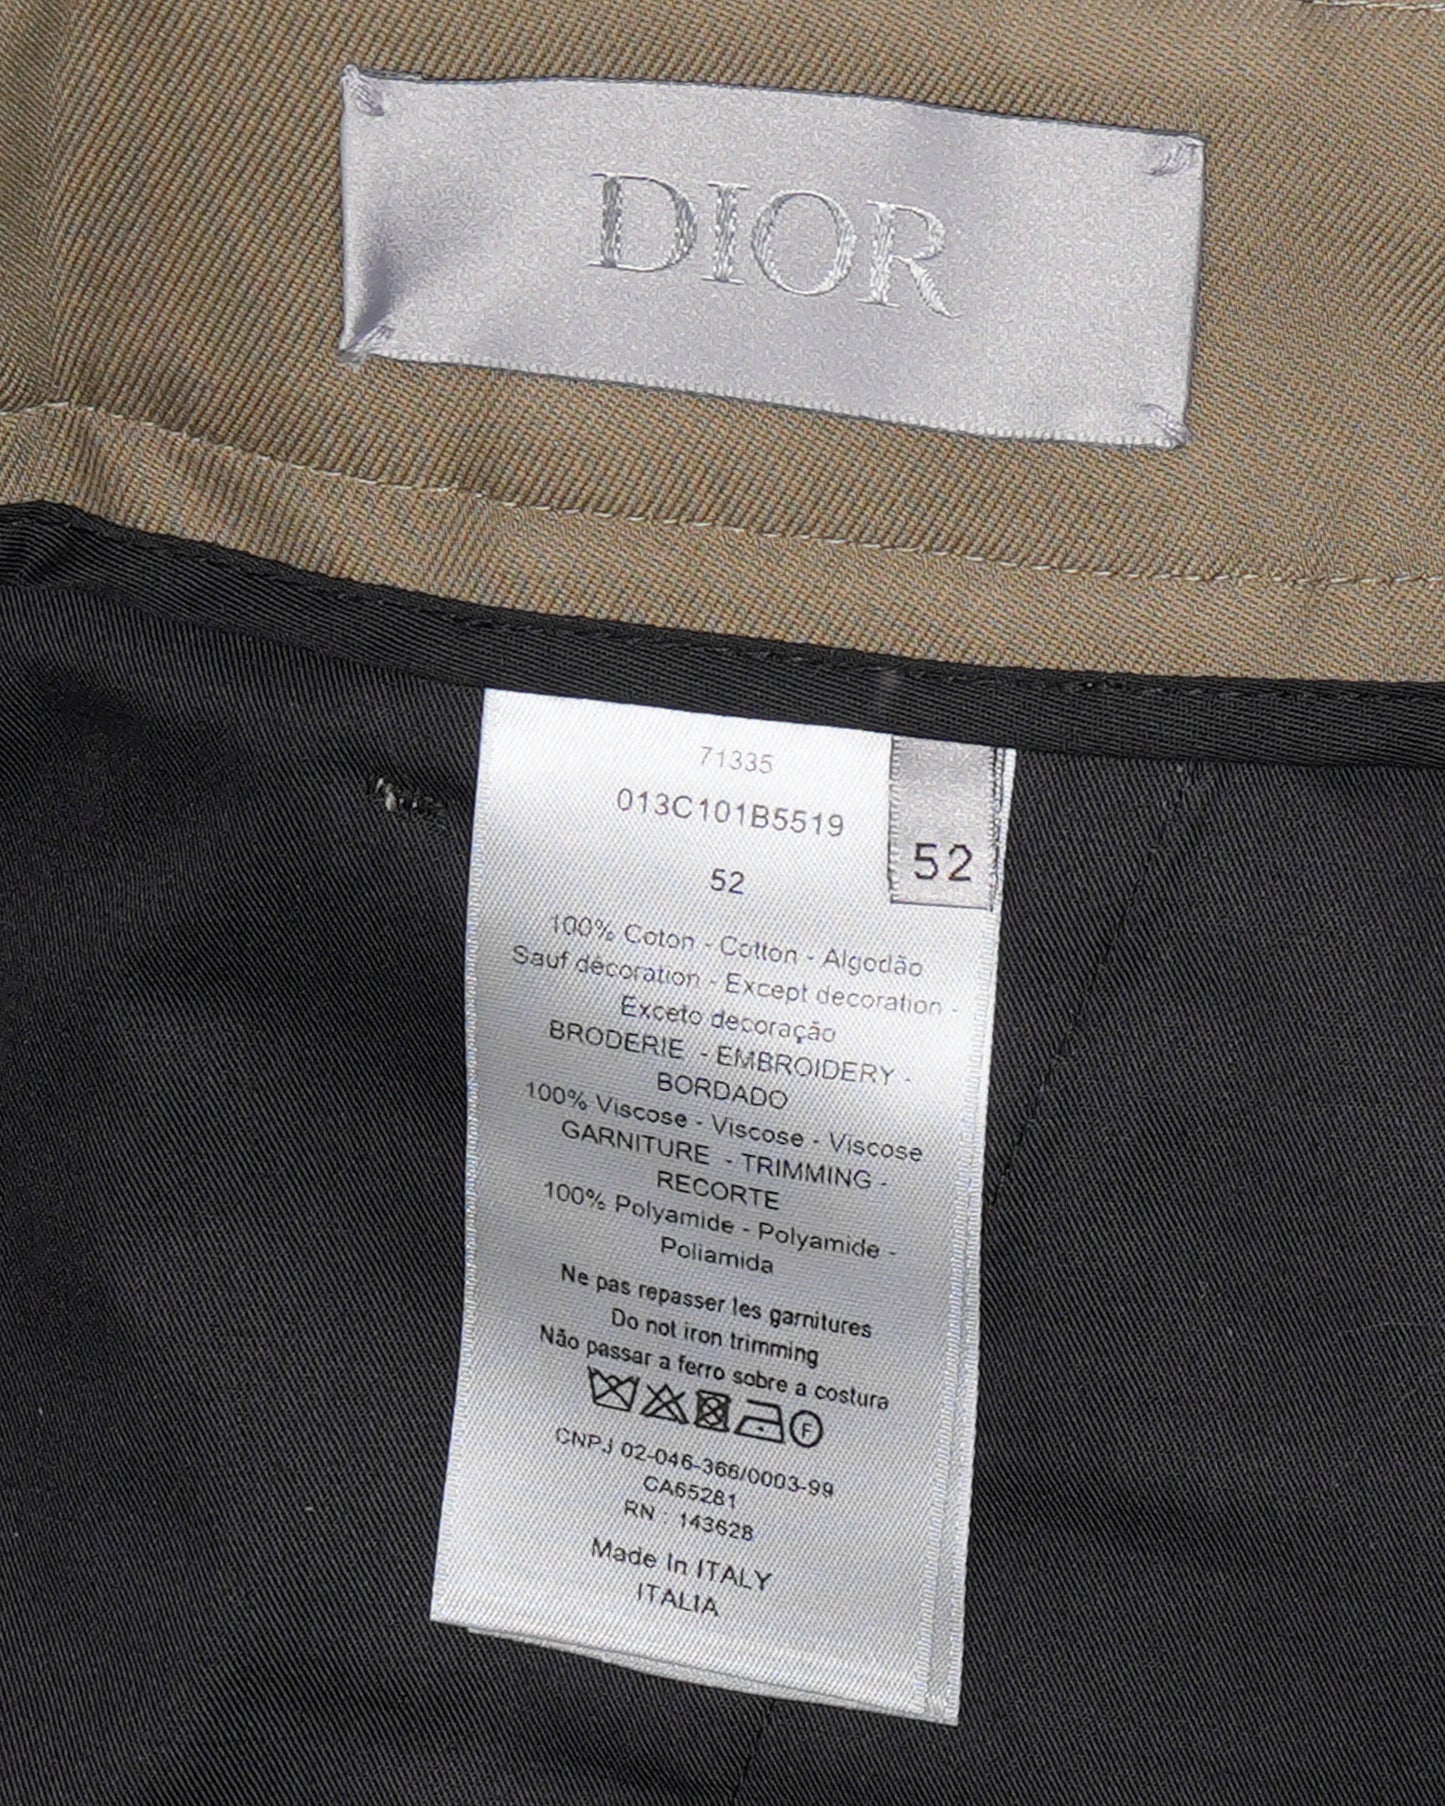 DIOR
71335
013C101B5519
52
52
100% Coton - Cotton - Algodão
Sauf décoration - Except decoration -
Exceto decoração
BRODERIE - EMBROIDERY -
BORDADO
100% Viscose - Viscose - Viscose
GARNITURE - TRIMMING -
RECORTE
100% Polyamide - Polyamide -
Poliamida
Ne pas repasser les garnitures
Do not iron trimming
Não passar a ferro sobre a costura
F
CNPJ 02-046-366/0003-99
CA65281
RN : 143628
Made In ITALY
ITALIA